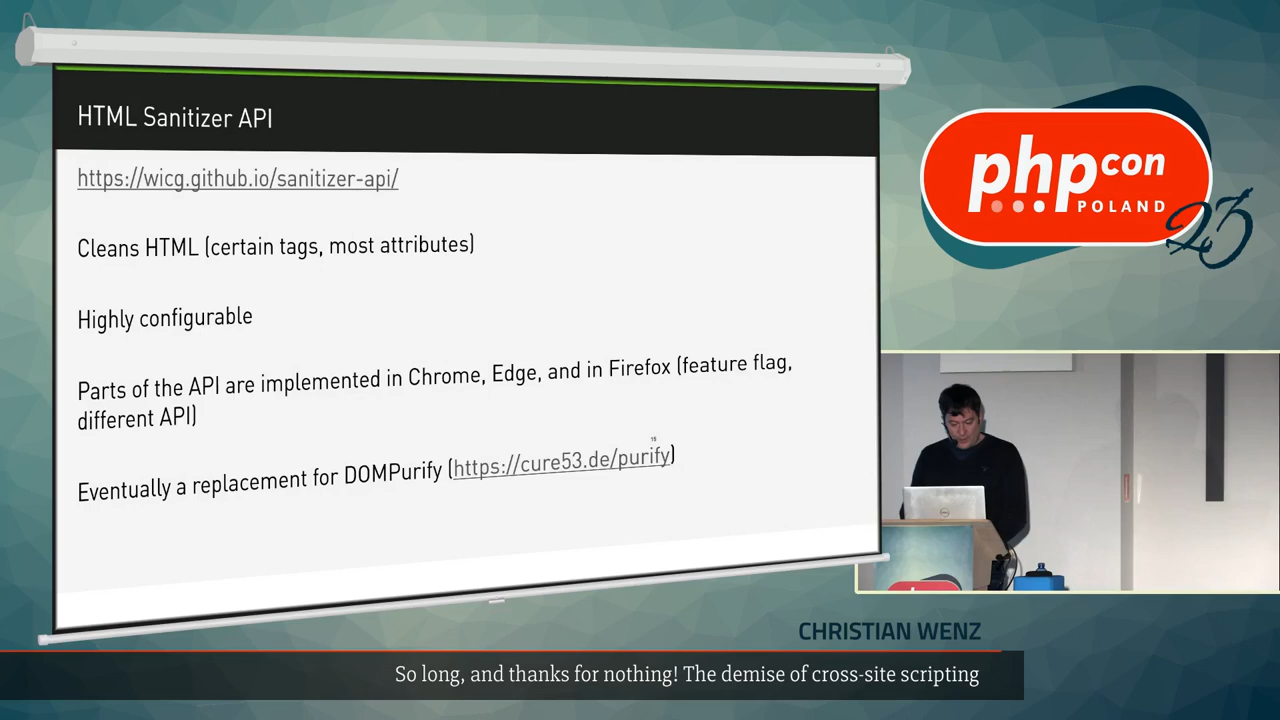 HTML Sanitizer API
https://wicg.github.io/sanitizer-api/
Cleans HTML (certain tags, most attributes)
Highly configurable
Parts of the API are implemented in Chrome, Edge, and in Firefox (feature flag,
different API)
15
Eventually a replacement for DOMPurify (https://cure53.de/purify)
phpcon
POLAND
23
CHRISTIAN WENZ
So long, and thanks for nothing! The demise of cross-site scripting